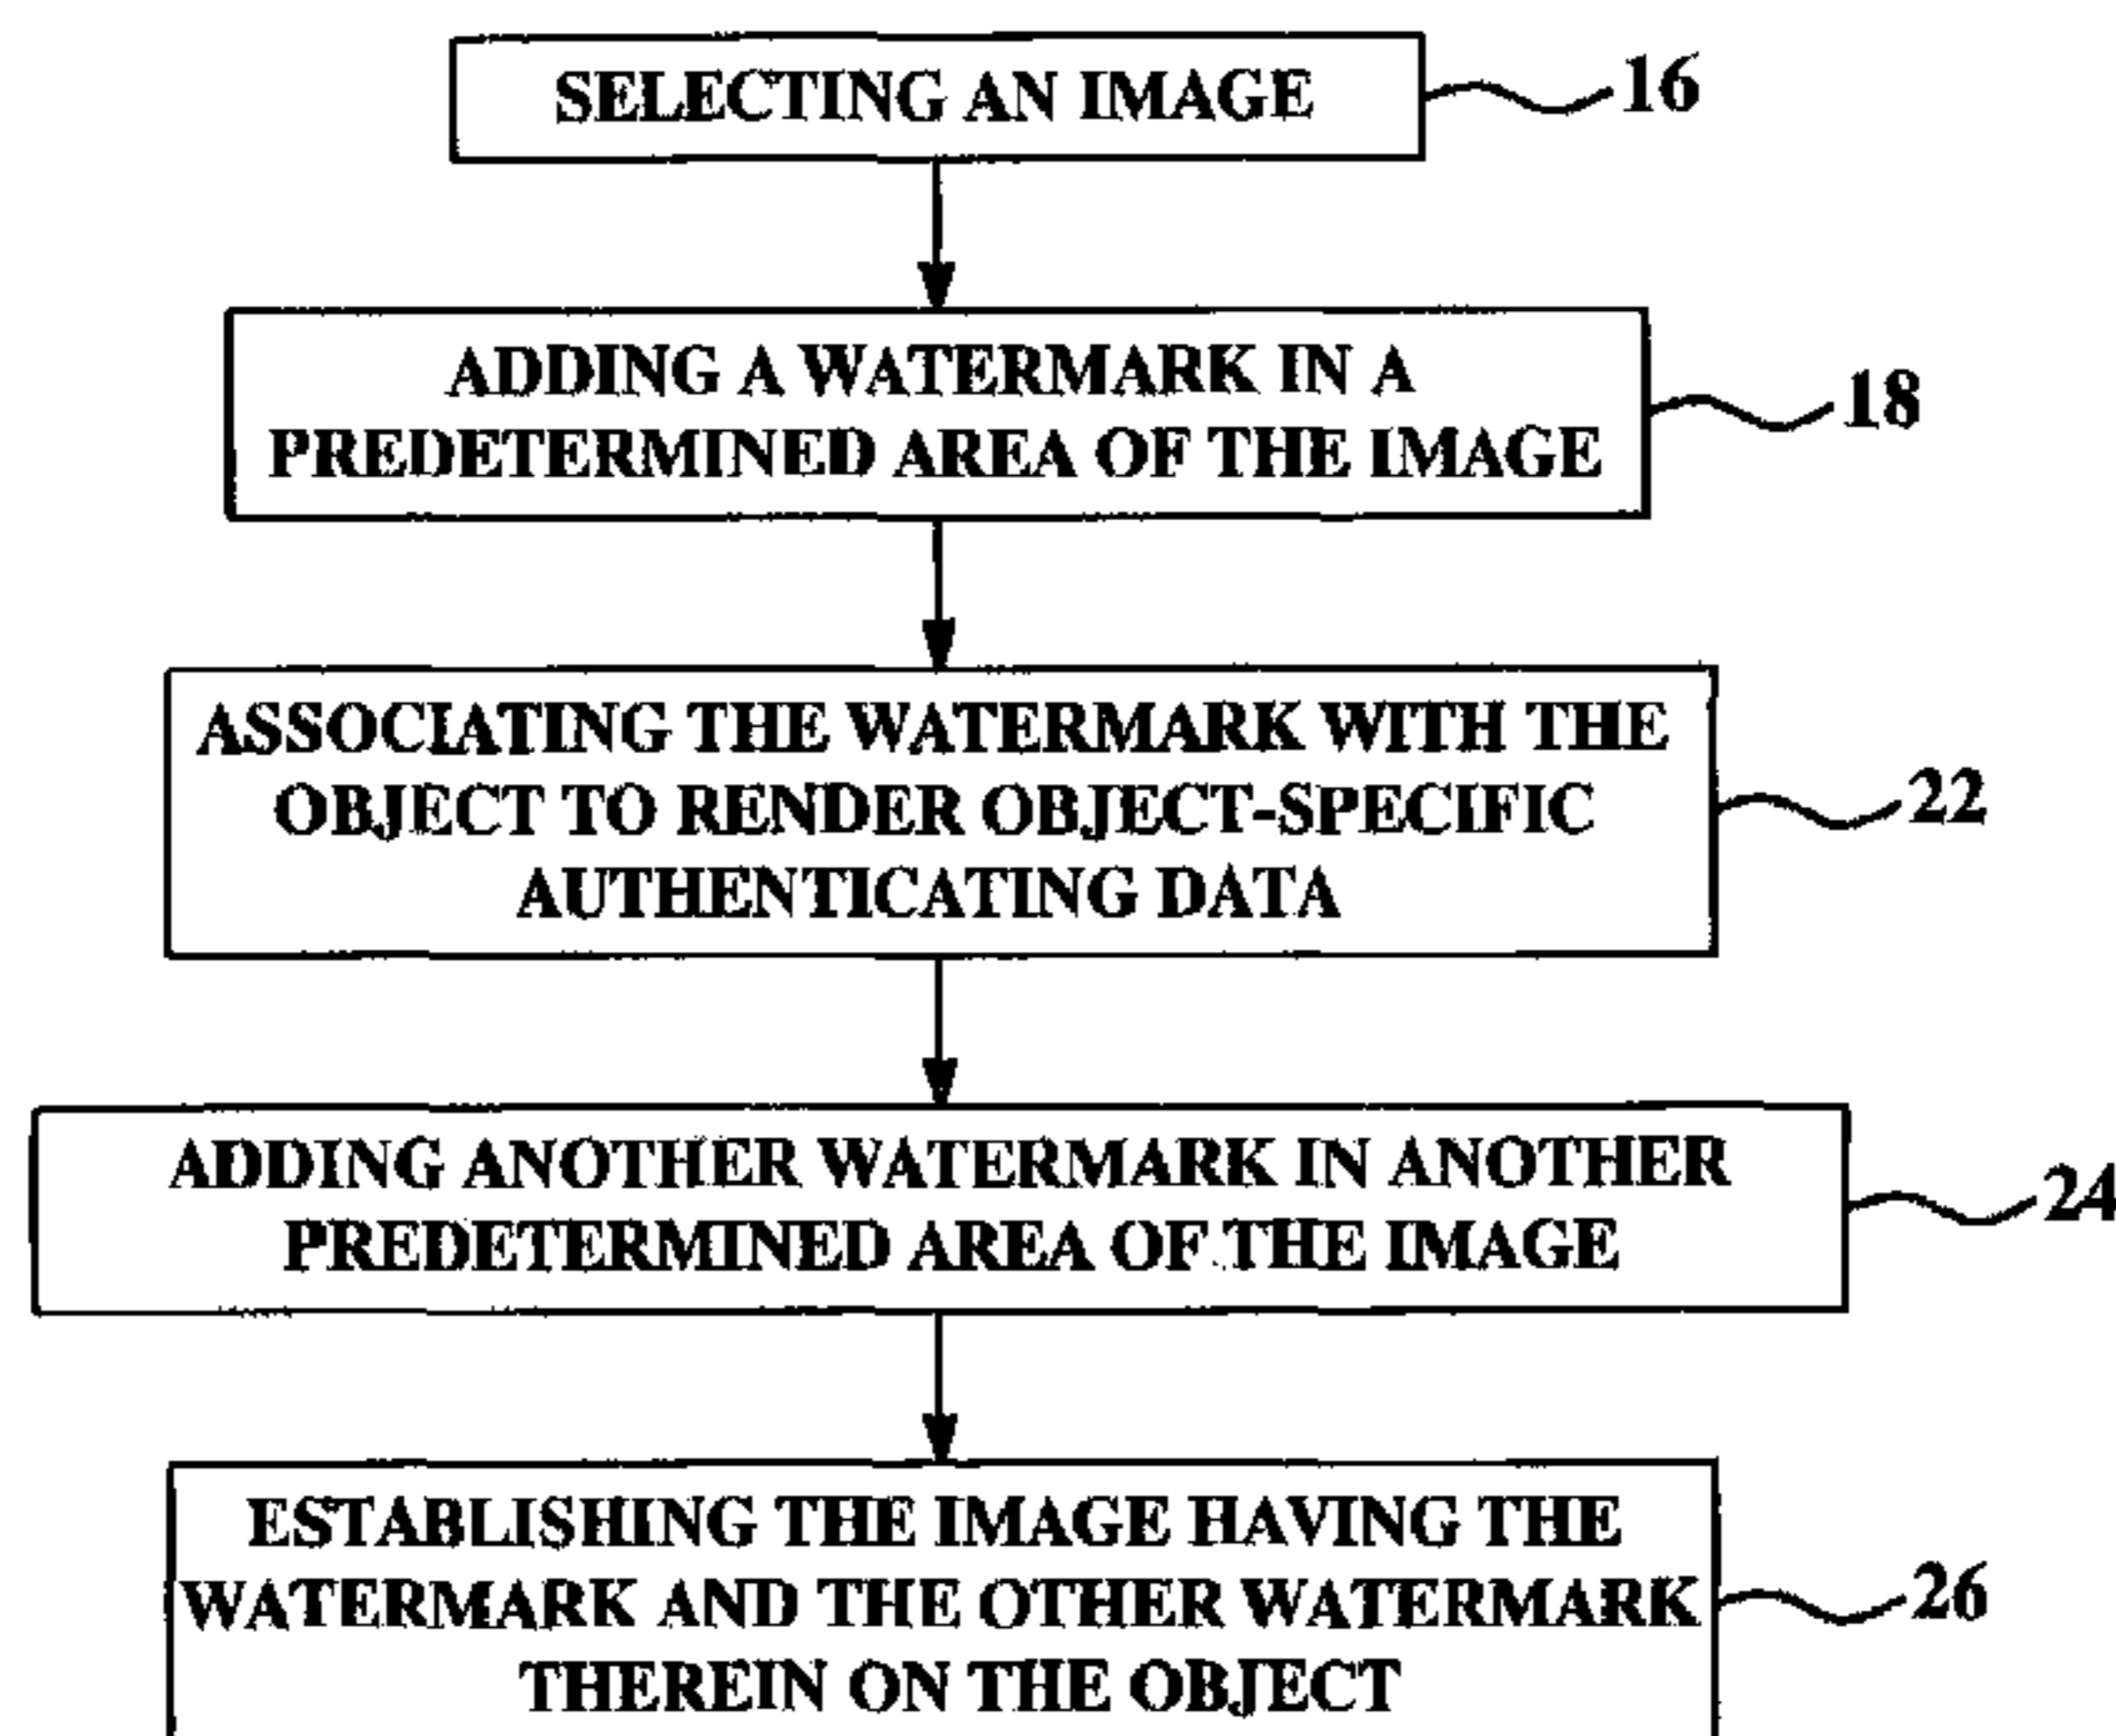 SELECTING AN IMAGE
16
ADDING A WATERMARK IN A
PREDETERMINED AREA OF THE IMAGE
18
ASSOCIATING THE WATERMARK WITH THE
OBJECT TO RENDER OBJECT-SPECIFIC
AUTHENTICATING DATA
22
ADDING ANOTHER WATERMARK IN ANOTHER
PREDETERMINED AREA OF THE IMAGE
24
ESTABLISHING THE IMAGE HAVING THE
WATERMARK AND THE OTHER WATERMARK
THEREIN ON THE OBJECT
26